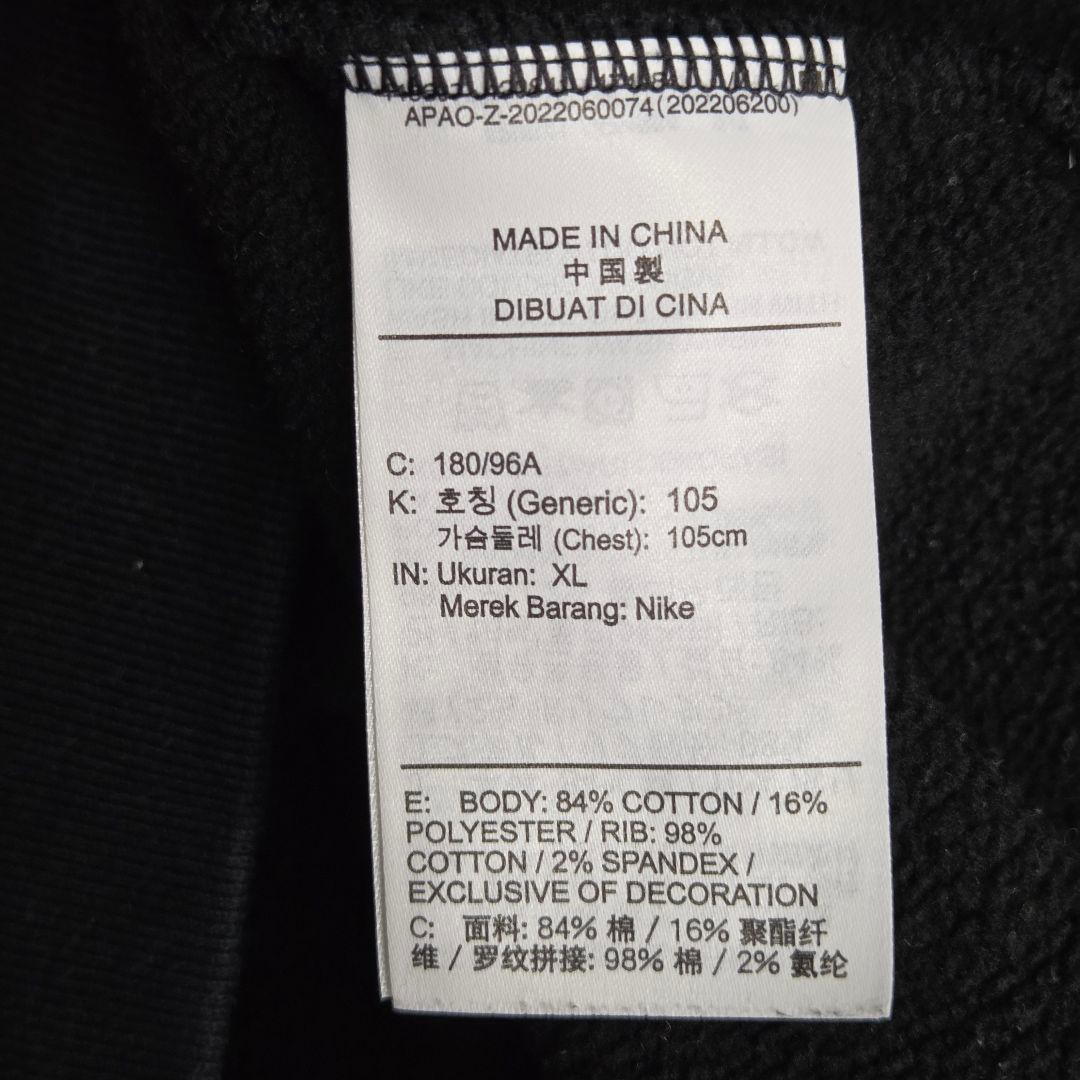 APAO-Z-2022060074(202206200)
MADE IN CHINA
中国製
DIBUAT DI CINA
C: 180/96A
K: 호칭 (Generic): 105
가슴둘레 (Chest): 105cm
IN: Ukuran: XL
Merek Barang: Nike
E: BODY: 84% COTTON / 16%
POLYESTER / RIB: 98%
COTTON / 2% SPANDEX /
EXCLUSIVE OF DECORATION
C: 面料: 84% 棉 / 16% 聚酯纤
维 / 罗纹拼接: 98% 棉 / 2% 氨纶